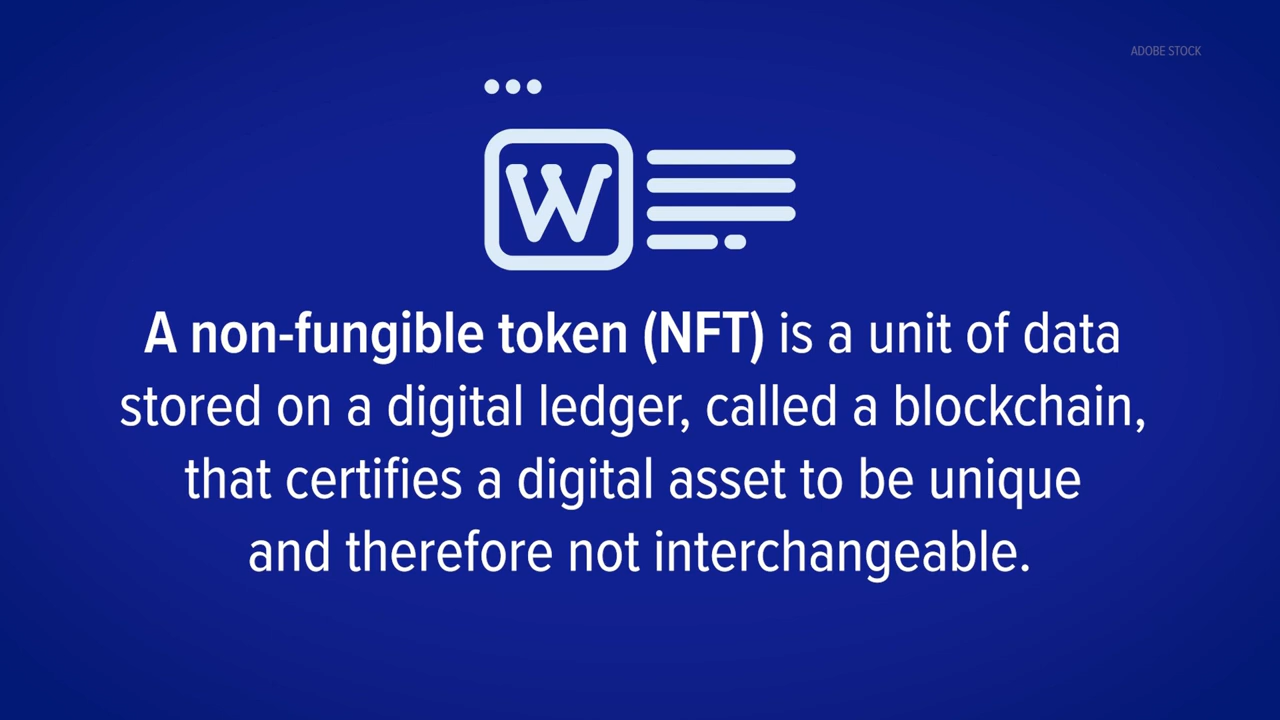 ADOBE STOCK
W
A non-fungible token (NFT) is a unit of data
stored on a digital ledger, called a blockchain,
that certifies a digital asset to be unique
and therefore not interchangeable.